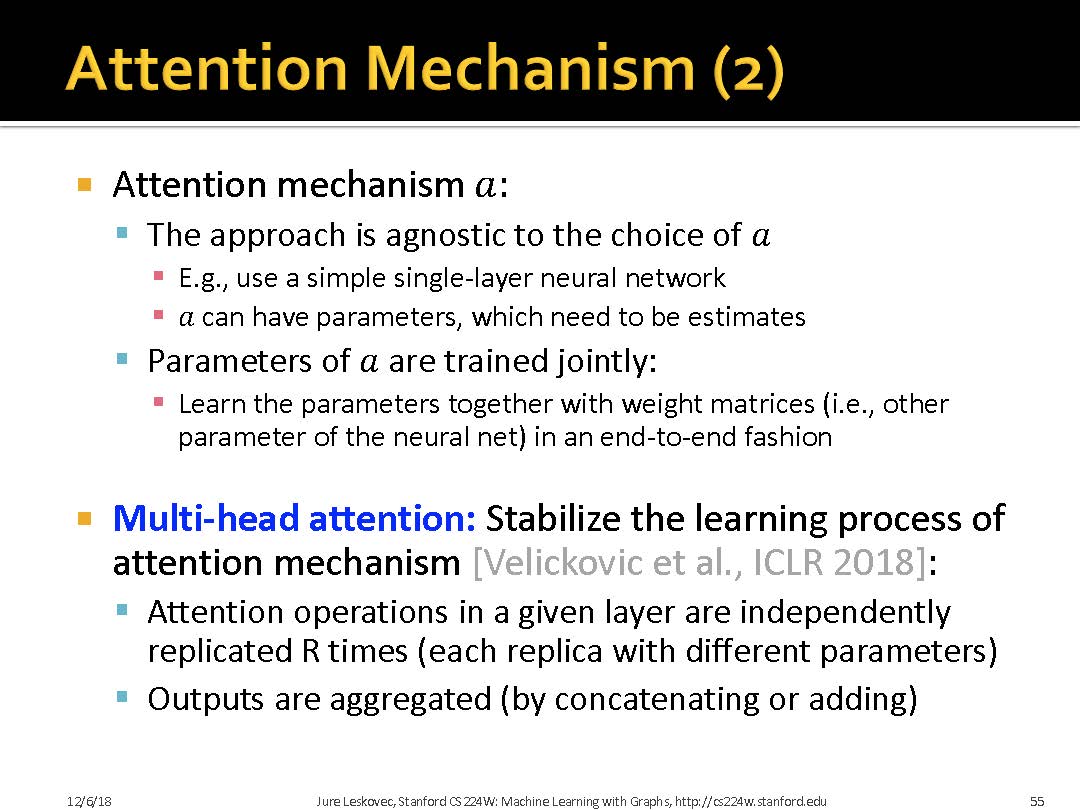 Attention Mechanism (2)
Attention mechanism a:
The approach is agnostic to the choice of a
E.g., use a simple single-layer neural network
a can have parameters, which need to be estimates
Parameters of a are trained jointly:
Learn the parameters together with weight matrices (i.e., other
parameter of the neural net) in an end-to-end fashion
Multi-head attention: Stabilize the learning process of
attention mechanism [Velickovic et al., ICLR 2018]:
Attention operations in a given layer are independently
replicated R times (each replica with different parameters)
Outputs are aggregated (by concatenating or adding)
12/6/18 Jure Leskovec, Stanford CS224W: Machine Learning with Graphs, http://cs224w.stanford.edu 55